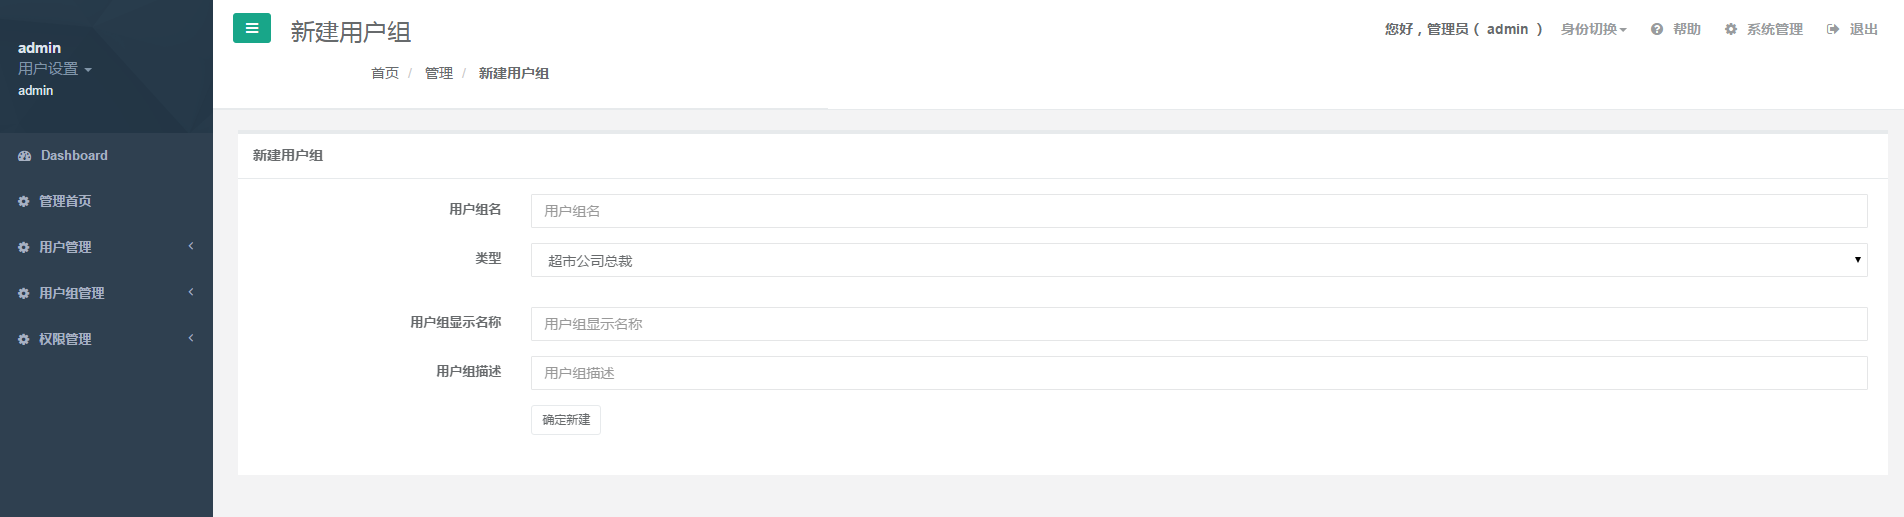 admin
用户设置
admin
Dashboard
管理首页
用户管理
用户组管理
权限管理
新建用户组
您好，管理员（ admin ） 身份切换 帮助 系统管理 退出
首页 / 管理 / 新建用户组
新建用户组
用户组名 用户组名
类型 超市公司总裁
用户组显示名称 用户组显示名称
用户组描述 用户组描述
确定新建